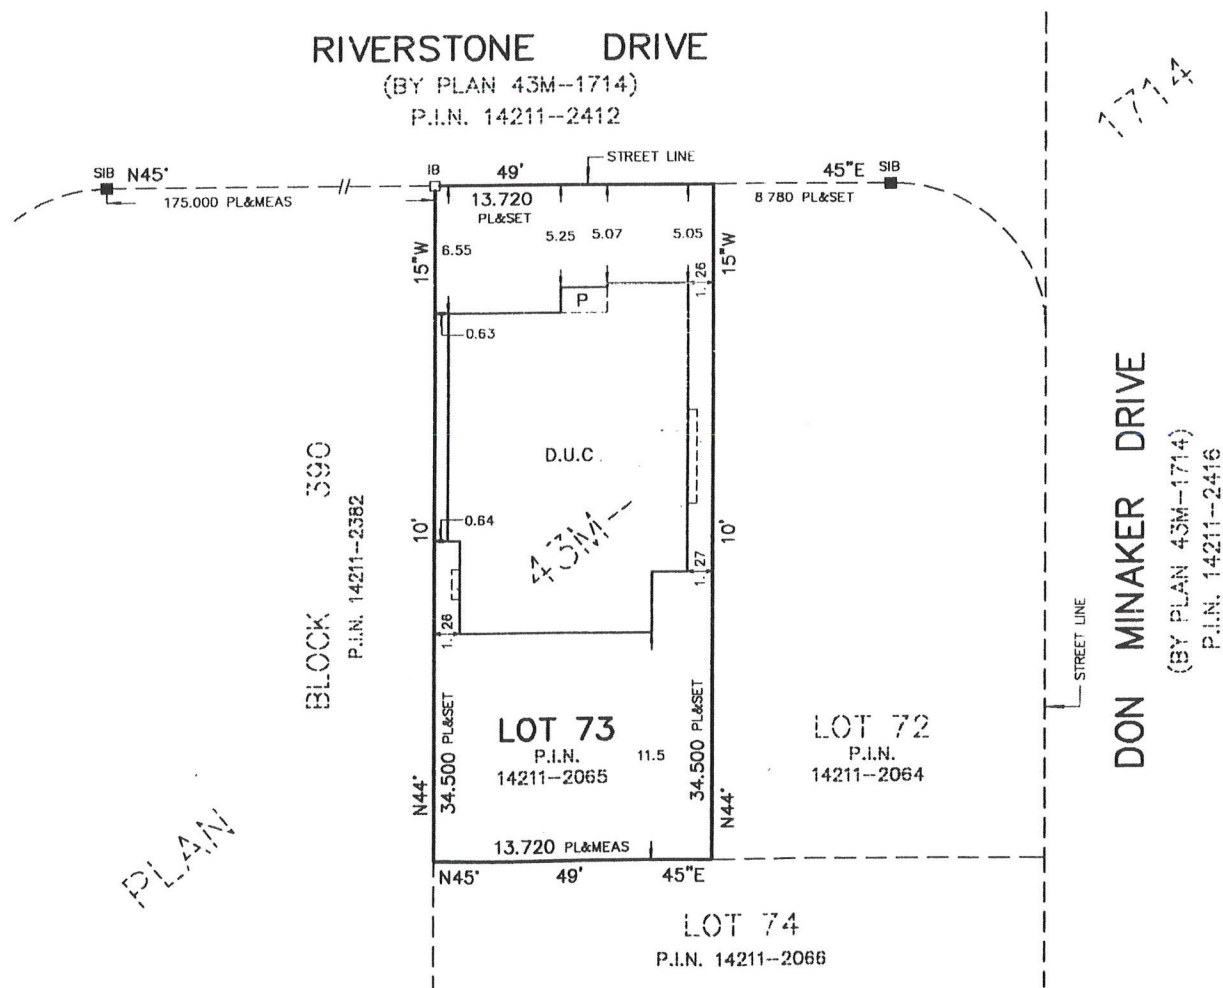 RIVERSTONE DRIVE
(BY PLAN 43M--1714)
P.I.N. 14211--2412
1714
SIB N45°
IB
49'
STREET LINE
45"E SIB
175.000 PL&MEAS
13.720
PL&SET
8.780 PL&SET
15"W
6.55
5.25
5.07
5.05
1.26
15"W
P
0.63
D.U.C.
BLOCK 390
P.I.N. 14211--2382
10'
0.64
43M-
10'
1.27
1.26
DON MINAKER DRIVE
(BY PLAN 43M-1714)
P.I.N. 14211-2416
STREET LINE
N44°
34.500 PL&SET
LOT 73
P.I.N.
14211--2065
11.5
34.500 PL&SET
N44°
LOT 72
P.I.N.
14211--2064
PLAN
13.720 PL&MEAS
N45° 49' 45"E
LOT 74
P.I.N. 14211--2066